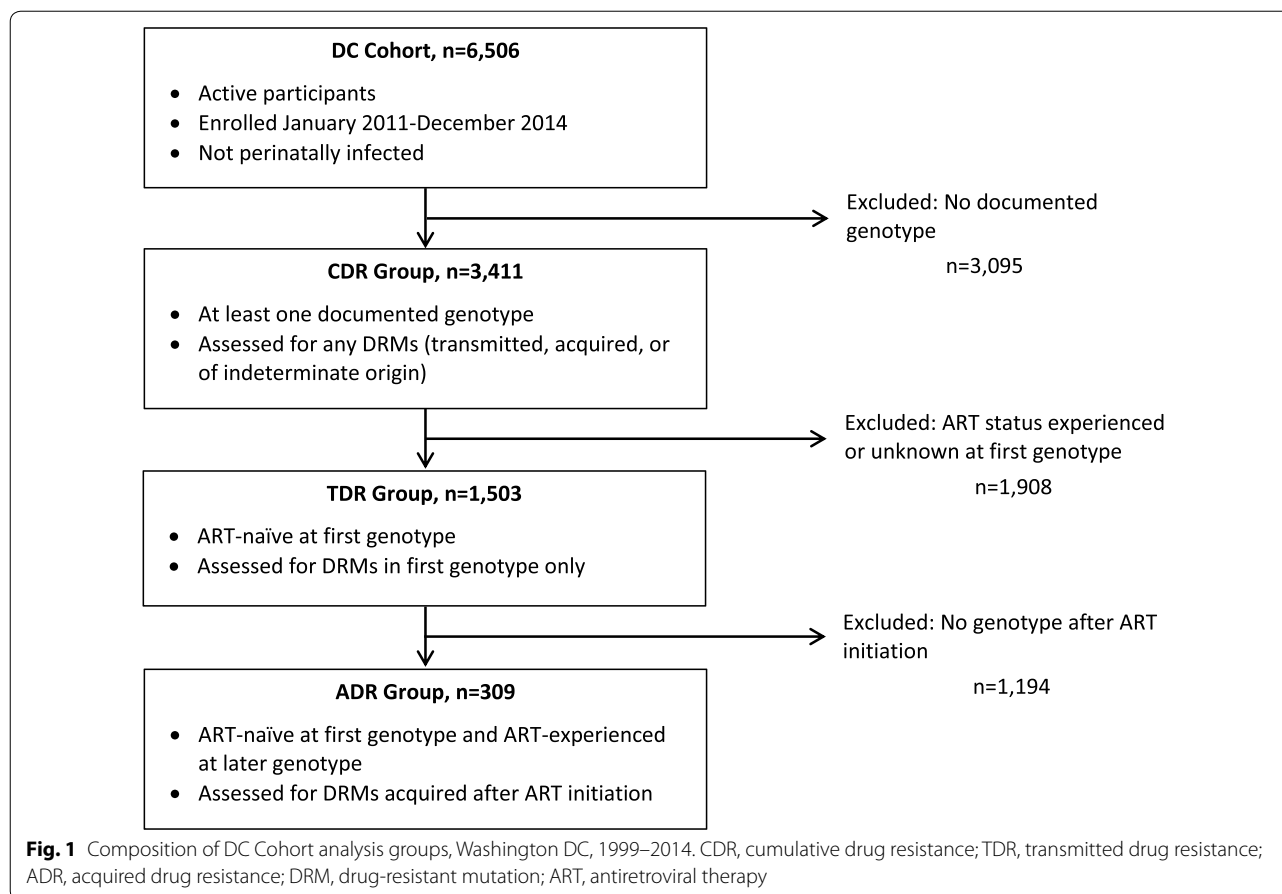 DC Cohort, n=6,506
• Active participants
• Enrolled January 2011-December 2014
• Not perinatally infected
Excluded: No documented
genotype
n=3,095
CDR Group, n=3,411
• At least one documented genotype
• Assessed for any DRMs (transmitted, acquired, or
of indeterminate origin)
Excluded: ART status experienced
or unknown at first genotype
n=1,908
TDR Group, n=1,503
• ART-naïve at first genotype
• Assessed for DRMs in first genotype only
Excluded: No genotype after ART
initiation
n=1,194
ADR Group, n=309
• ART-naïve at first genotype and ART-experienced
at later genotype
• Assessed for DRMs acquired after ART initiation
Fig. 1 Composition of DC Cohort analysis groups, Washington DC, 1999–2014. CDR, cumulative drug resistance; TDR, transmitted drug resistance;
ADR, acquired drug resistance; DRM, drug-resistant mutation; ART, antiretroviral therapy